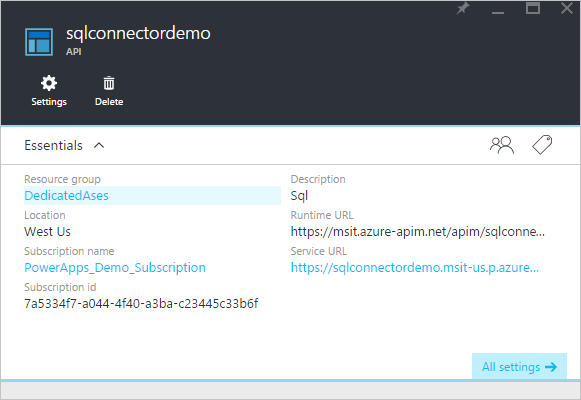 sqlconnectordemo
API
Settings
Delete
Essentials
Resource group
DedicatedAses
Location
West Us
Subscription name
PowerApps_Demo_Subscription
Subscription id
7a5334f7-a044-4f40-a3ba-c23445c33b6f
Description
Sql
Runtime URL
https://msit.azure-apim.net/apim/sqlconne...
Service URL
https://sqlconnectordemo.msit-us.p.azure...
All settings